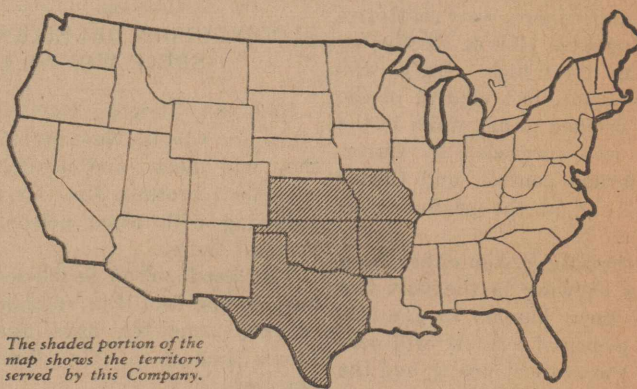 The shaded portion of the
map shows the territory
served by this Company.